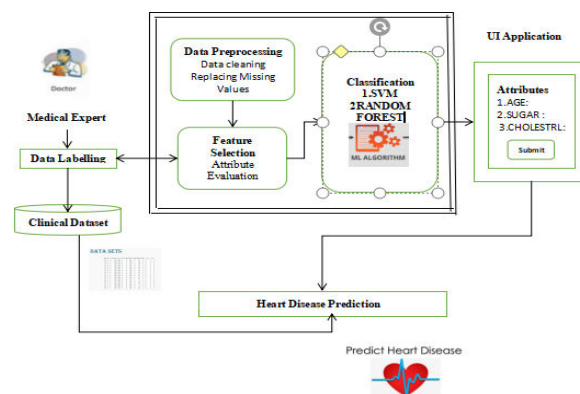 Doctor
Medical Expert
Data Labelling
Clinical Dataset
DATA SETS
Data Preprocessing
Data cleaning
Replacing Missing
Values
Feature
Selection
Attribute
Evaluation
Classification
1.SVM
2RANDOM
FOREST
ML ALGORITHM
UI Application
Attributes
1.AGE:
2.SUGAR :
3.CHOLESTRL:
Submit
Heart Disease Prediction
Predict Heart Disease